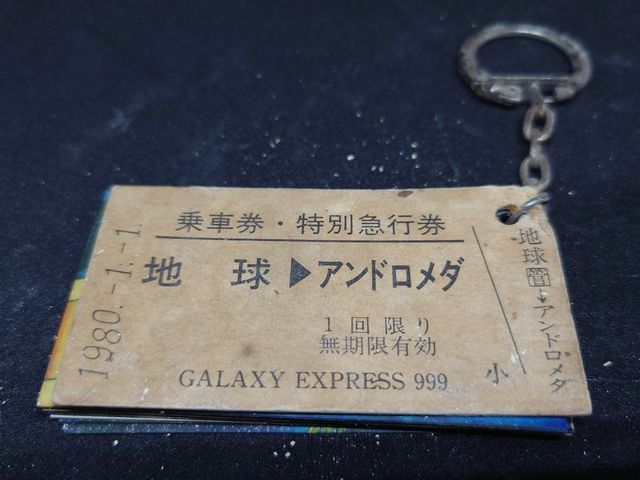 乗車券・特別急行券
地 球 ▶ アンドロメダ
1回限り
無期限有効
GALAXY EXPRESS 999
小
1980.-1.-1.
地球㊂→アンドロメダ